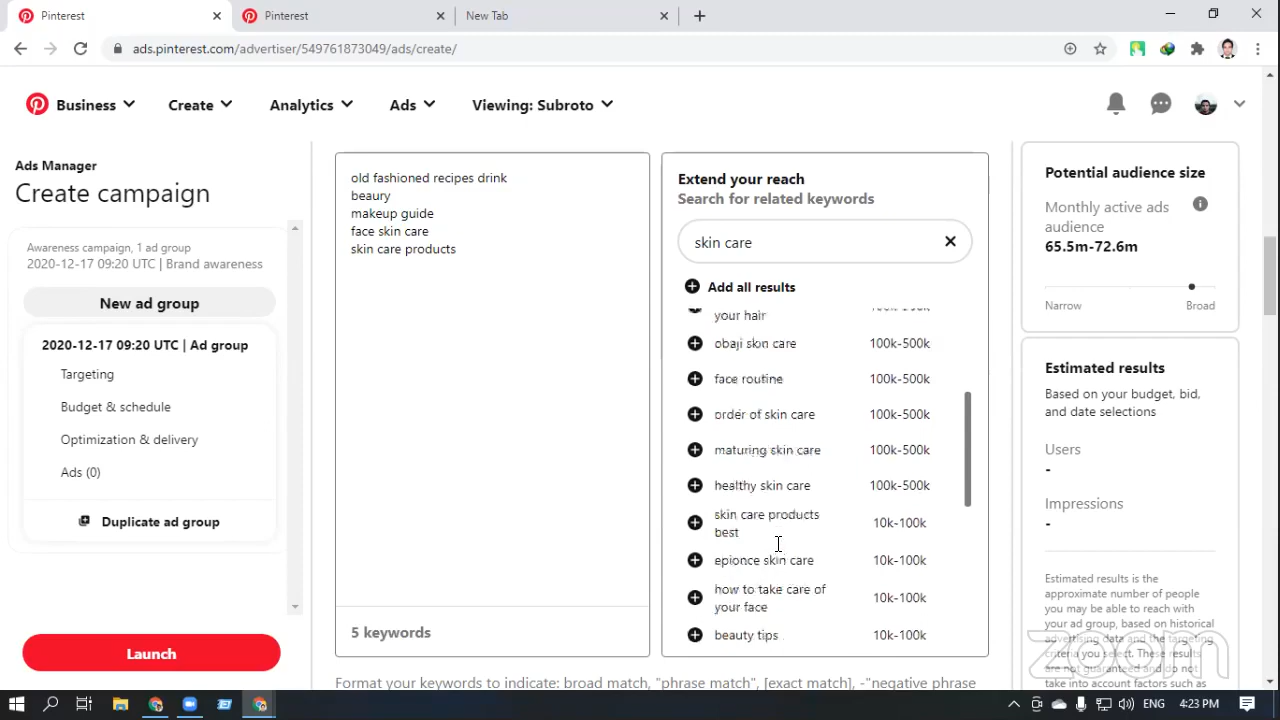 Pinterest
Pinterest
New Tab
ads.pinterest.com/advertiser/549761873049/ads/create/
Business
Create
Analytics
Ads
Viewing: Subroto
Ads Manager
Create campaign
Awareness campaign, 1 ad group
2020-12-17 09:20 UTC | Brand awareness
New ad group
2020-12-17 09:20 UTC | Ad group
Targeting
Budget & schedule
Optimization & delivery
Ads (0)
Duplicate ad group
Launch
old fashioned recipes drink
beaury
makeup guide
face skin care
skin care products
5 keywords
Extend your reach
Search for related keywords
skin care
Add all results
your hair
obaji skin care 100k-500k
face routine 100k-500k
order of skin care 100k-500k
maturing skin care 100k-500k
healthy skin care 100k-500k
skin care products
best 10k-100k
epionce skin care 10k-100k
how to take care of
your face 10k-100k
beauty tips 10k-100k
Format your keywords to indicate: broad match, "phrase match", [exact match], -"negative phrase
Potential audience size
Monthly active ads
audience
65.5m-72.6m
Narrow
Broad
Estimated results
Based on your budget, bid,
and date selections
Users
-
Impressions
-
Estimated results is the
approximate number of people
you may be able to reach with
your ad group, based on historical
advertising data and the targeting
criteria you select. These results
are not guaranteed and do not
take into account factors such as
zoom
ENG
4:23 PM